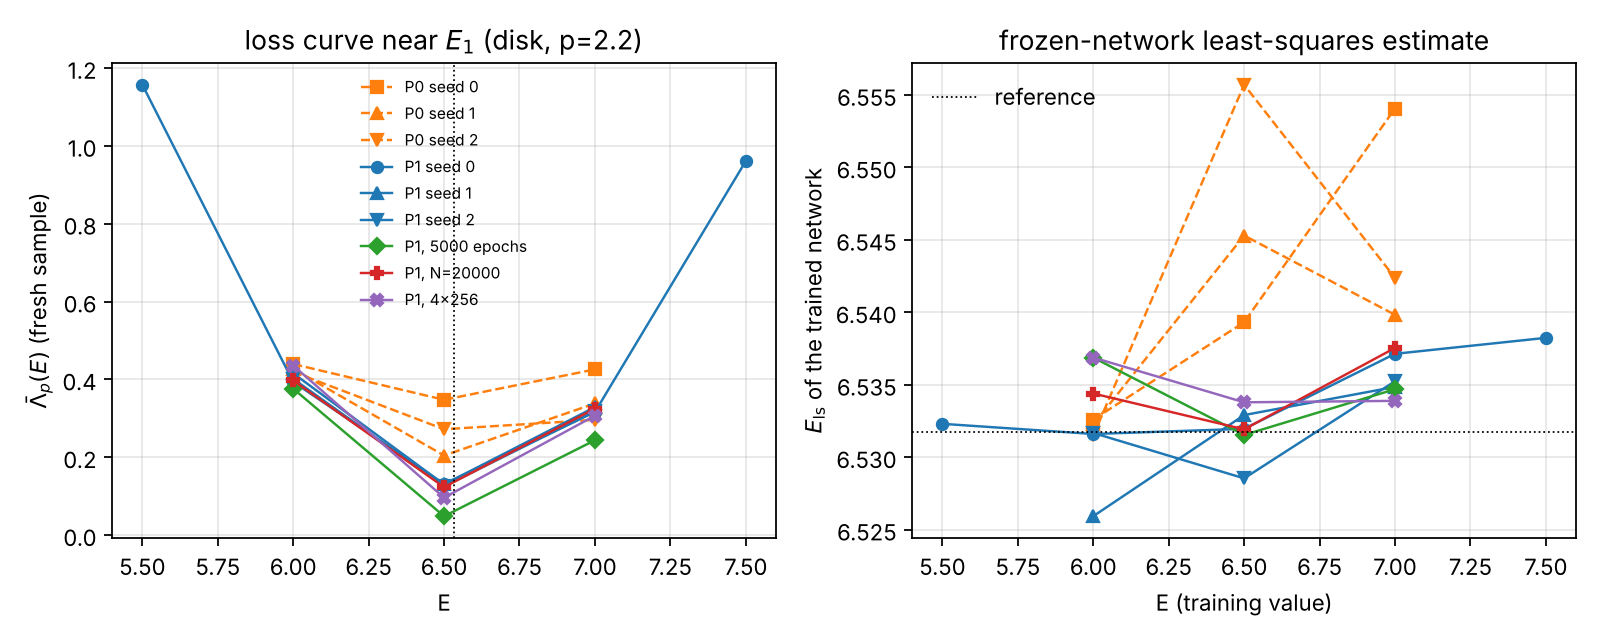 loss curve near E₁ (disk, p=2.2)
Λ̄ₚ(E) (fresh sample)
1.2
1.0
0.8
0.6
0.4
0.2
0.0
P0 seed 0
P0 seed 1
P0 seed 2
P1 seed 0
P1 seed 1
P1 seed 2
P1, 5000 epochs
P1, N=20000
P1, 4×256
5.50 5.75 6.00 6.25 6.50 6.75 7.00 7.25 7.50
E
frozen-network least-squares estimate
E_ls of the trained network
6.555
6.550
6.545
6.540
6.535
6.530
6.525
reference
5.50 5.75 6.00 6.25 6.50 6.75 7.00 7.25 7.50
E (training value)